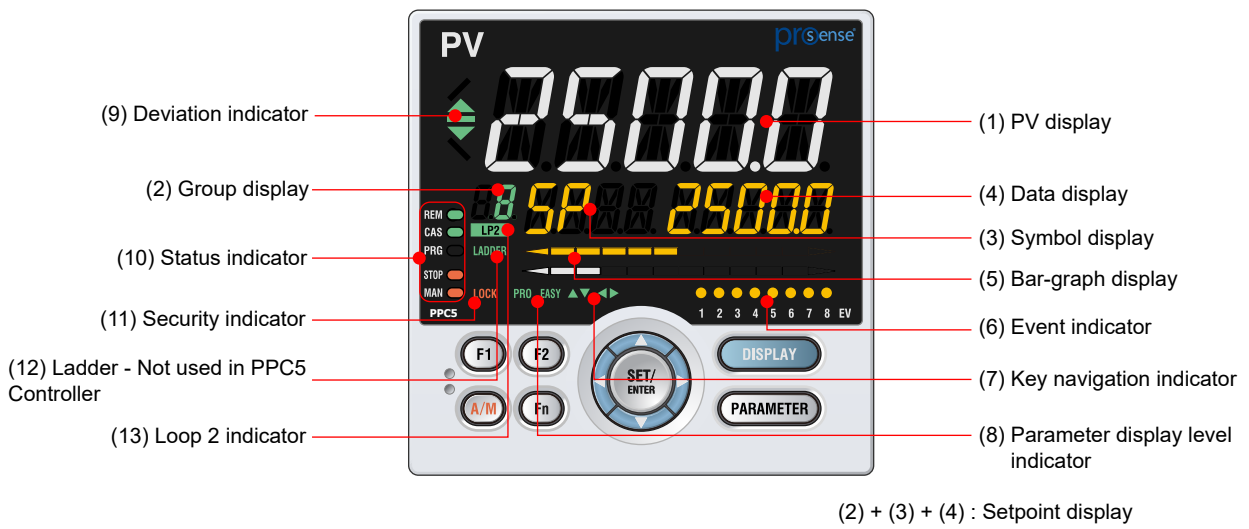 PV
prosense
(9) Deviation indicator
2500.0
(1) PV display
(2) Group display
8 SP 2500.0
(4) Data display
REM
CAS LP2
(3) Symbol display
PRG LADDER
(10) Status indicator
(5) Bar-graph display
STOP
MAN LOCK PRO EASY ▲▼ ◀▶
PPC5 1 2 3 4 5 6 7 8 EV
(11) Security indicator
(6) Event indicator
F1 F2 DISPLAY
(12) Ladder - Not used in PPC5
Controller
SET/
ENTER
(7) Key navigation indicator
A/M Fn PARAMETER
(13) Loop 2 indicator
(8) Parameter display level
indicator
(2) + (3) + (4) : Setpoint display